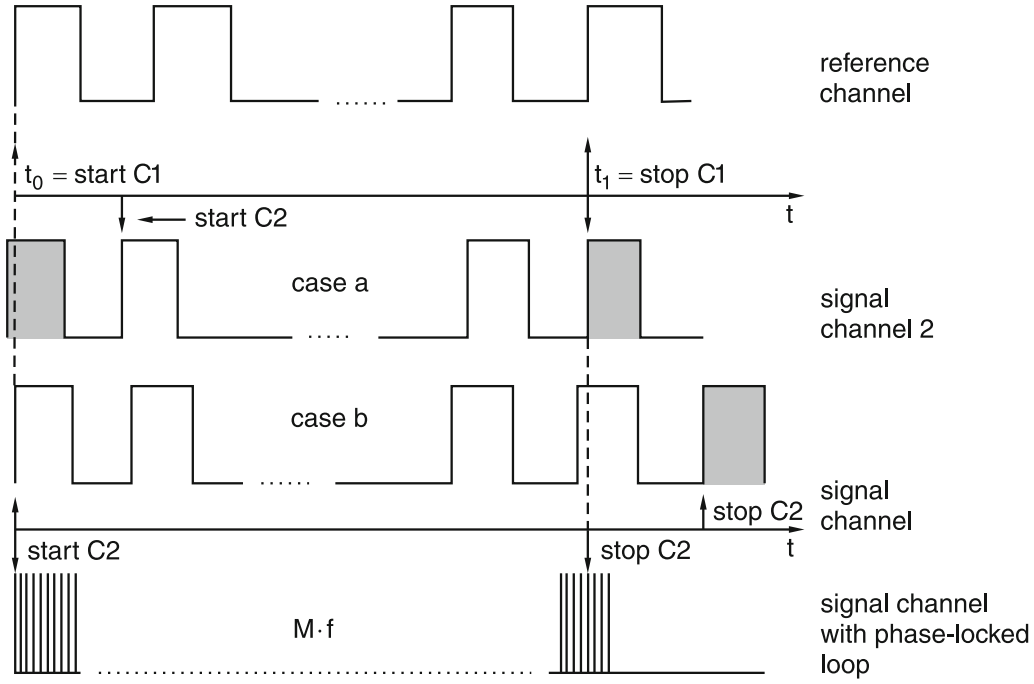 reference
channel
t₀ = start C1
t₁ = stop C1
t
start C2
case a
signal
channel 2
case b
signal
channel
stop C2
start C2
stop C2
t
M·f
signal channel
with phase-locked
loop